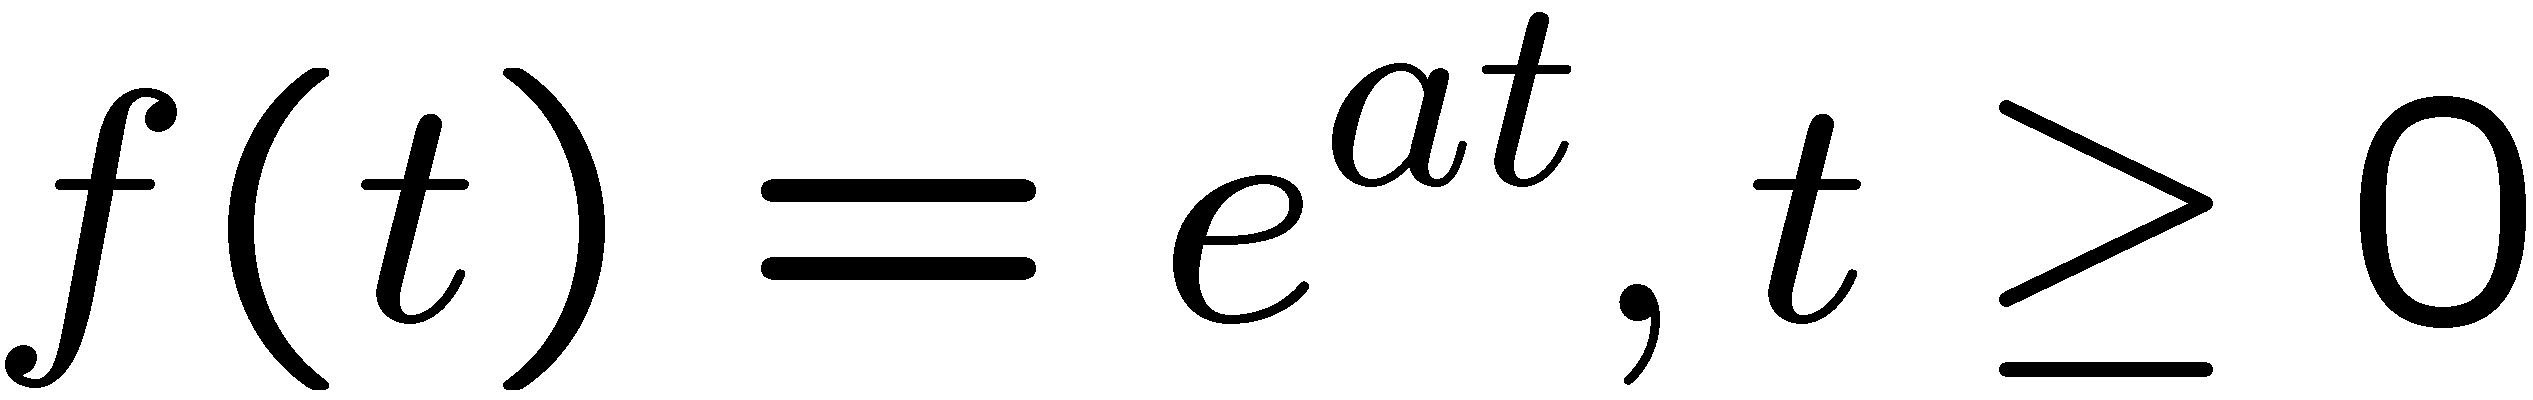 f(t) = e^{at}, t ≥ 0